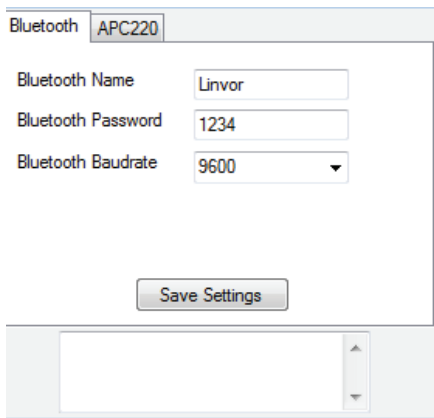 Bluetooth APC220
Bluetooth Name Linvor
Bluetooth Password 1234
Bluetooth Baudrate 9600
Save Settings